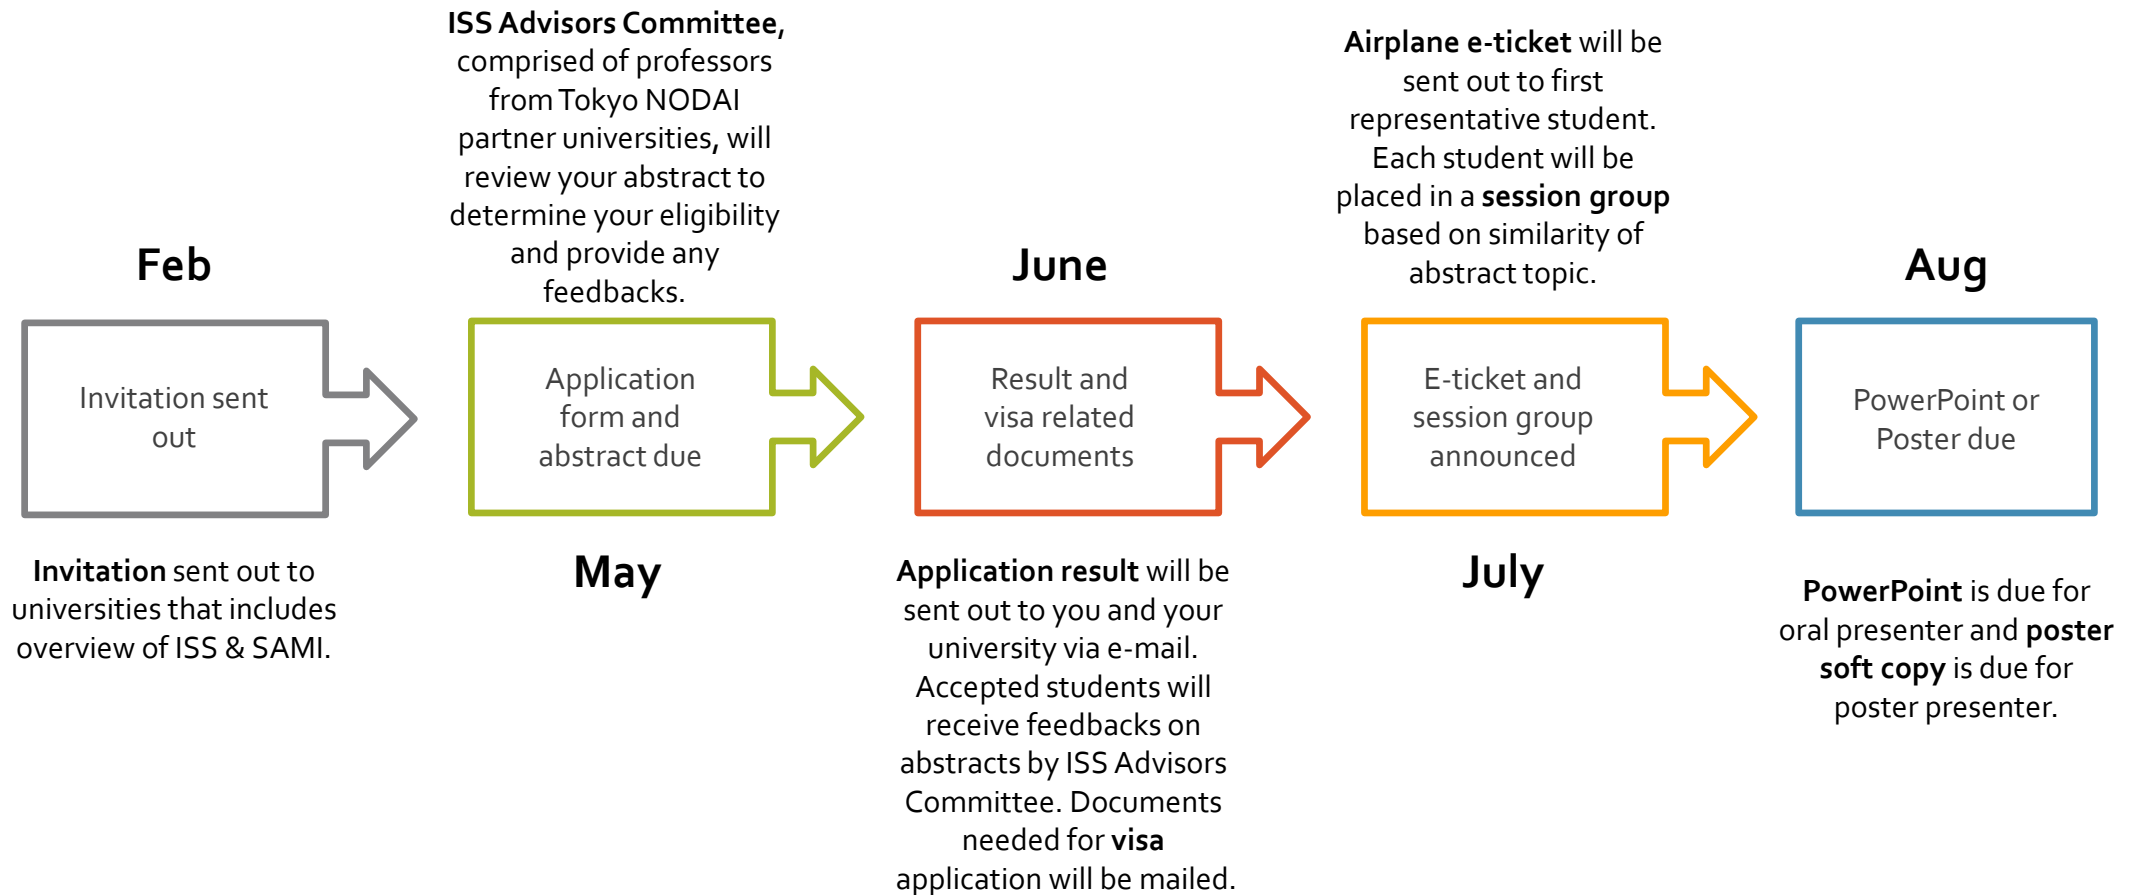 Feb
Invitation sent
out
Invitation sent out to
universities that includes
overview of ISS & SAMI.
ISS Advisors Committee,
comprised of professors
from Tokyo NODAI
partner universities, will
review your abstract to
determine your eligibility
and provide any
feedbacks.
Application
form and
abstract due
May
June
Result and
visa related
documents
Application result will be
sent out to you and your
university via e-mail.
Accepted students will
receive feedbacks on
abstracts by ISS Advisors
Committee. Documents
needed for visa
application will be mailed.
Airplane e-ticket will be
sent out to first
representative student.
Each student will be
placed in a session group
based on similarity of
abstract topic.
E-ticket and
session group
announced
July
Aug
PowerPoint or
Poster due
PowerPoint is due for
oral presenter and poster
soft copy is due for
poster presenter.